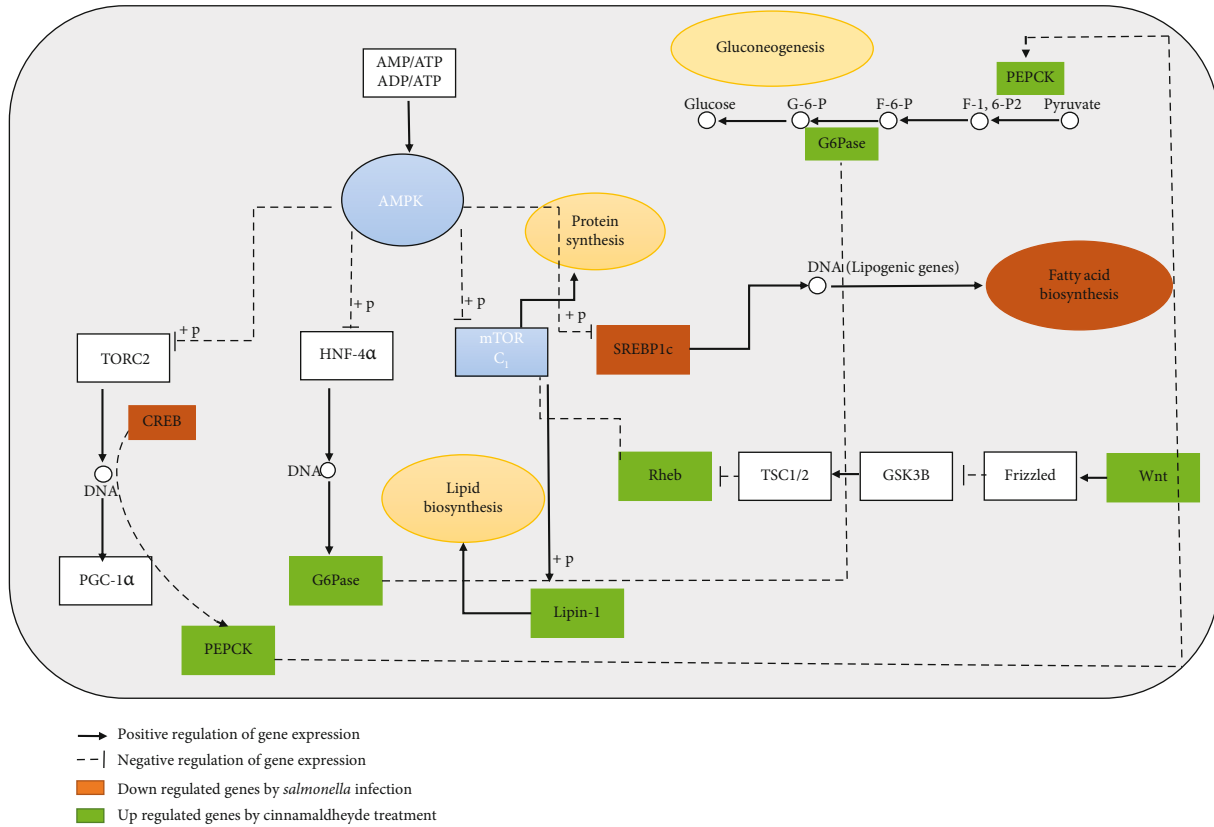 AMP/ATP
ADP/ATP
Gluconeogenesis
PEPCK
Glucose
G-6-P
F-6-P
F-1, 6-P2
Pyruvate
G6Pase
AMPK
Protein
synthesis
DNA (Lipogenic genes)
Fatty acid
biosynthesis
+ p
+ p
+ p
+ p
TORC2
HNF-4α
mTOR
C1
SREBP1c
CREB
DNA
DNA
Lipid
biosynthesis
Rheb
TSC1/2
GSK3B
Frizzled
Wnt
+ p
PGC-1α
G6Pase
Lipin-1
PEPCK
Positive regulation of gene expression
Negative regulation of gene expression
Down regulated genes by salmonella infection
Up regulated genes by cinnamaldheyde treatment